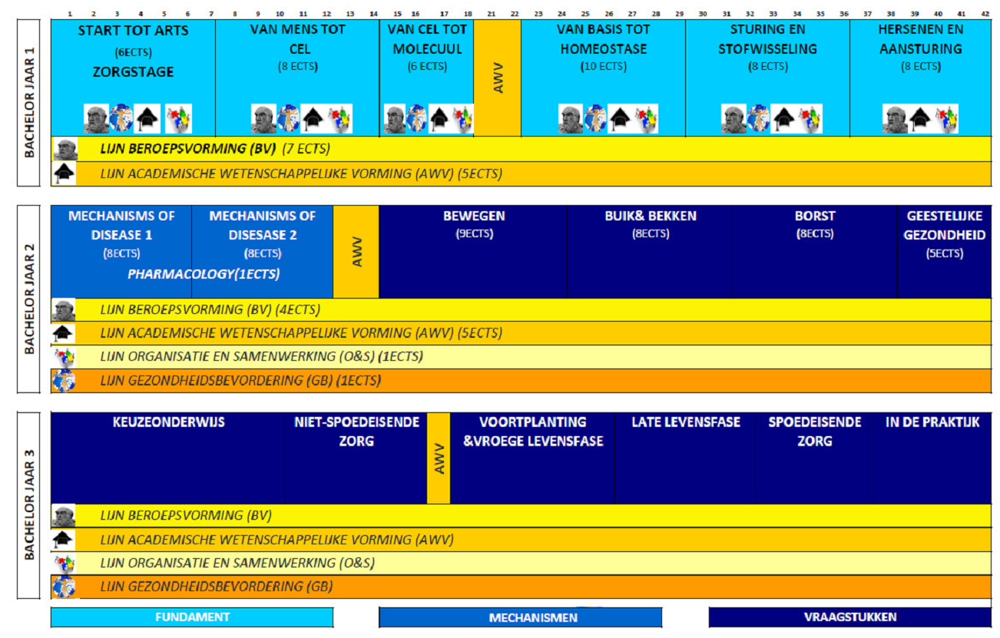 1 2 3 4 5 6 7 8 9 10 11 12 13 14 15 16 17 18 21 22 23 24 25 26 27 28 29 30 31 32 33 34 35 36 37 38 39 40 41 42
BACHELOR JAAR 1
START TOT ARTS
(6ECTS)
ZORGSTAGE
VAN MENS TOT
CEL
(8 ECTS)
VAN CEL TOT
MOLECUUL
(6 ECTS)
AWV
VAN BASIS TOT
HOMEOSTASE
(10 ECTS)
STURING EN
STOFWISSELING
(8 ECTS)
HERSENEN EN
AANSTURING
(8 ECTS)
LIJN BEROEPSVORMING (BV) (7 ECTS)
LIJN ACADEMISCHE WETENSCHAPPELIJKE VORMING (AWV) (5ECTS)
BACHELOR JAAR 2
MECHANISMS OF
DISEASE 1
(8ECTS)
MECHANISMS OF
DISESASE 2
(8ECTS)
PHARMACOLOGY(1ECTS)
AWV
BEWEGEN
(9ECTS)
BUIK& BEKKEN
(8ECTS)
BORST
(8ECTS)
GEESTELIJKE
GEZONDHEID
(5ECTS)
LIJN BEROEPSVORMING (BV) (4ECTS)
LIJN ACADEMISCHE WETENSCHAPPELIJKE VORMING (AWV) (5ECTS)
LIJN ORGANISATIE EN SAMENWERKING (O&S) (1ECTS)
LIJN GEZONDHEIDSBEVORDERING (GB) (1ECTS)
BACHELOR JAAR 3
KEUZEONDERWIJS
NIET-SPOEDEISENDE
ZORG
AWV
VOORTPLANTING
&VROEGE LEVENSFASE
LATE LEVENSFASE
SPOEDEISENDE
ZORG
IN DE PRAKTIJK
LIJN BEROEPSVORMING (BV)
LIJN ACADEMISCHE WETENSCHAPPELIJKE VORMING (AWV)
LIJN ORGANISATIE EN SAMENWERKING (O&S)
LIJN GEZONDHEIDSBEVORDERING (GB)
FUNDAMENT
MECHANISMEN
VRAAGSTUKKEN